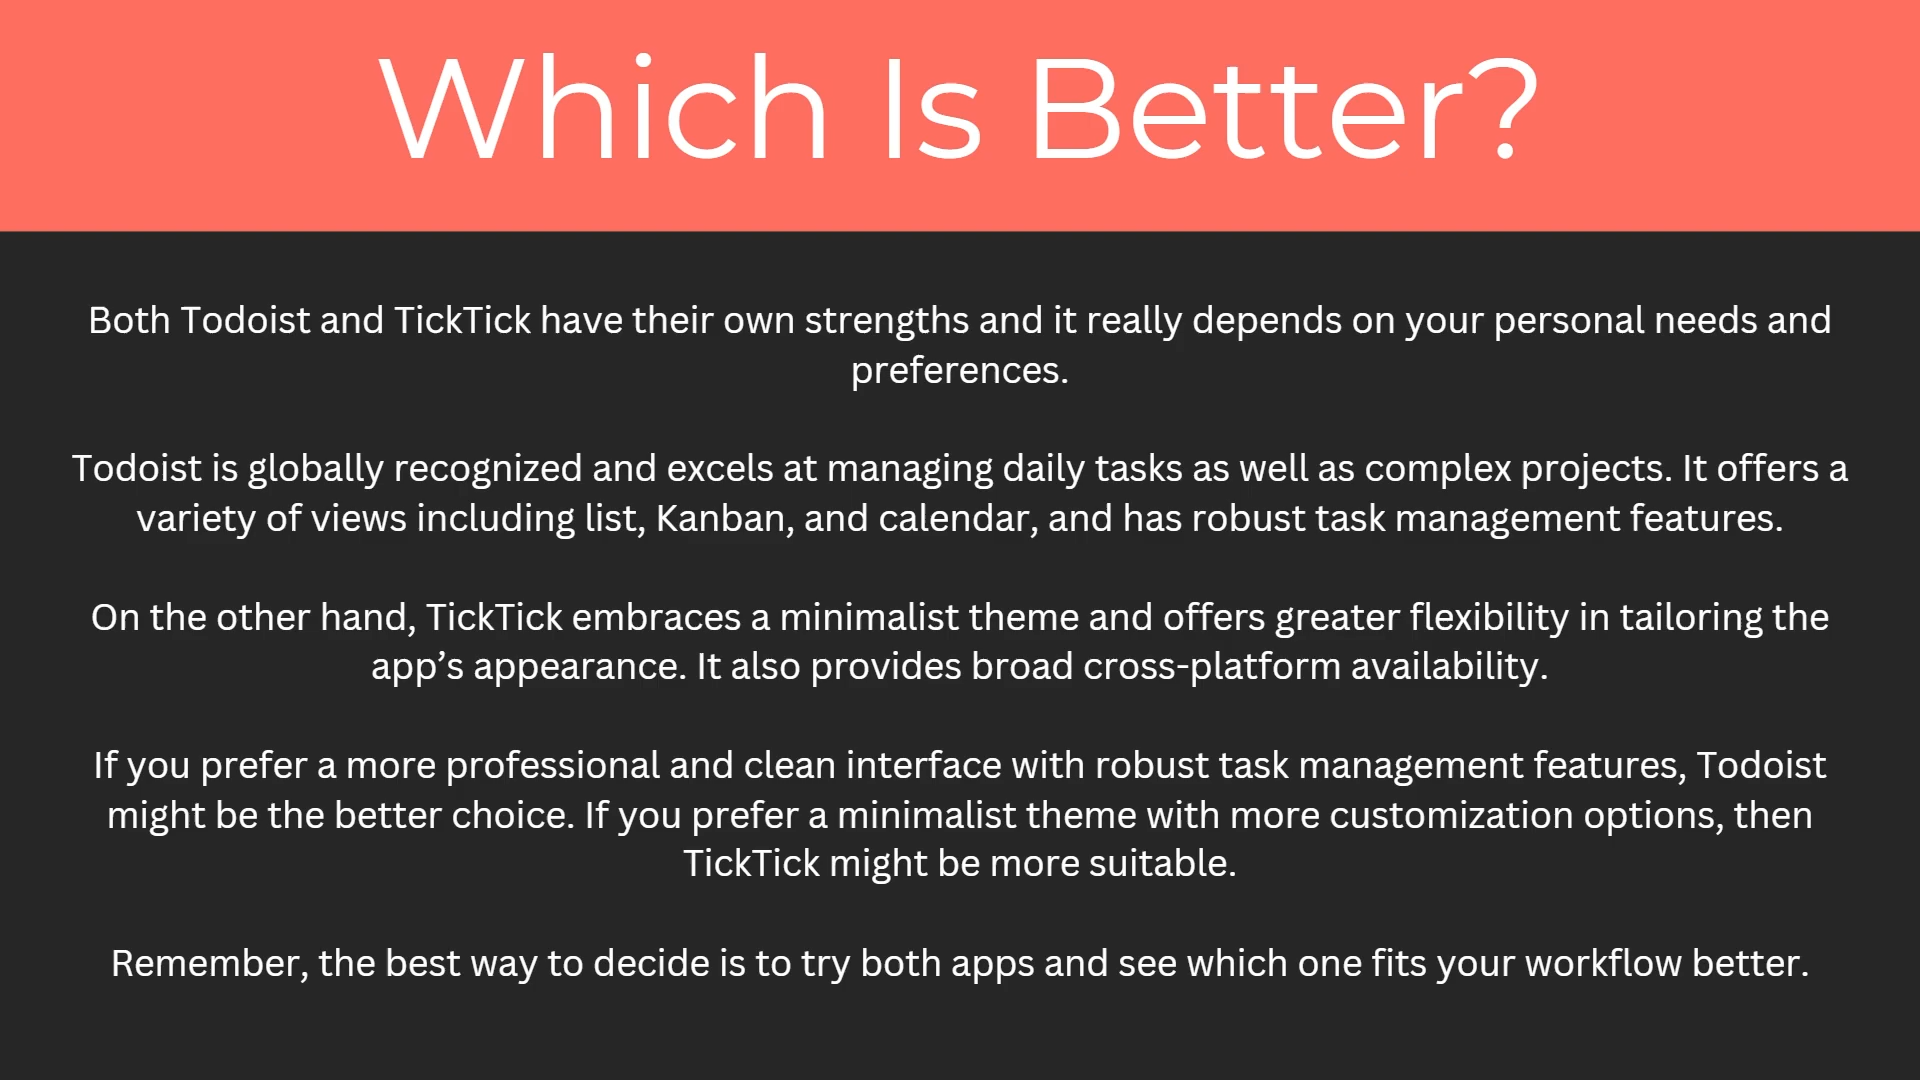 Which Is Better?
Both Todoist and TickTick have their own strengths and it really depends on your personal needs and
preferences.
Todoist is globally recognized and excels at managing daily tasks as well as complex projects. It offers a
variety of views including list, Kanban, and calendar, and has robust task management features.
On the other hand, TickTick embraces a minimalist theme and offers greater flexibility in tailoring the
app’s appearance. It also provides broad cross-platform availability.
If you prefer a more professional and clean interface with robust task management features, Todoist
might be the better choice. If you prefer a minimalist theme with more customization options, then
TickTick might be more suitable.
Remember, the best way to decide is to try both apps and see which one fits your workflow better.